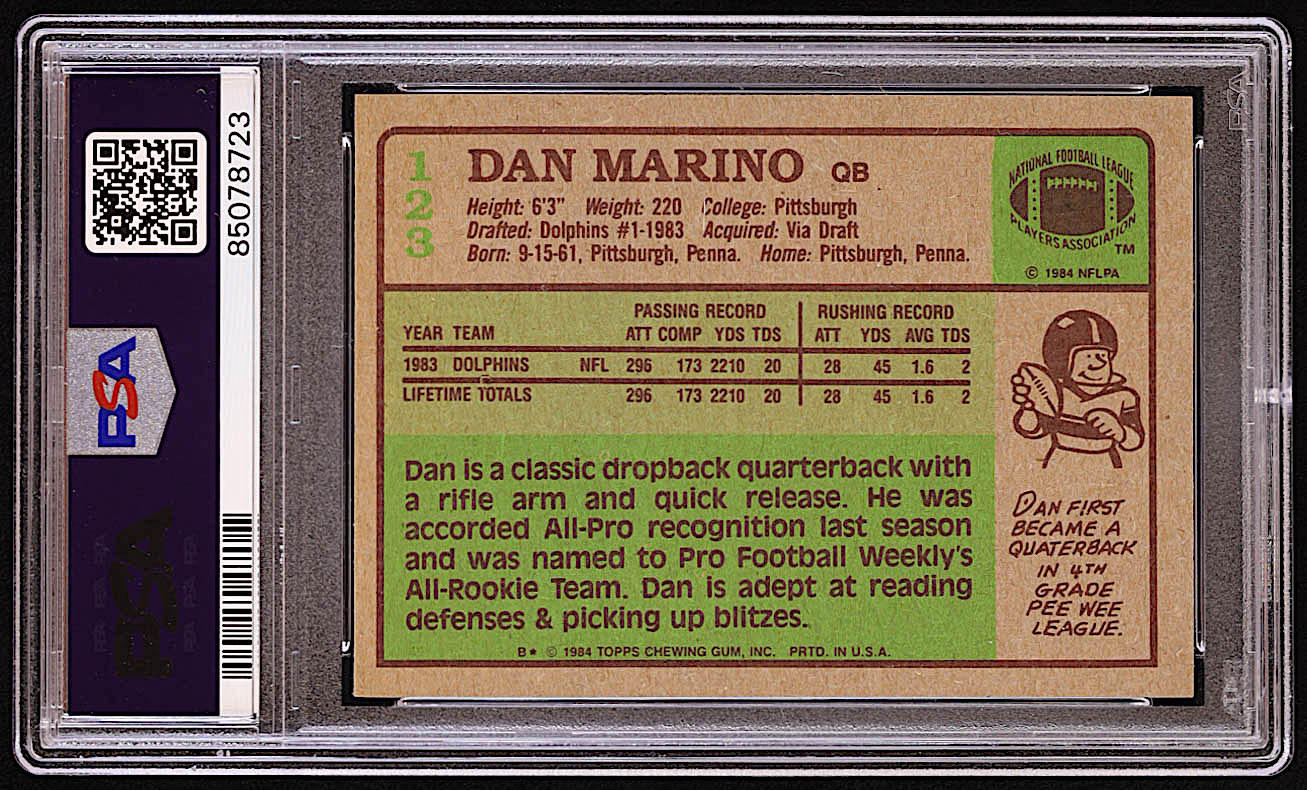 85078723
PSA
PSA
PSA
1
2
3
DAN MARINO QB
Height: 6'3" Weight: 220 College: Pittsburgh
Drafted: Dolphins #1-1983 Acquired: Via Draft
Born: 9-15-61, Pittsburgh, Penna. Home: Pittsburgh, Penna.
NATIONAL FOOTBALL LEAGUE
PLAYERS ASSOCIATION
TM
© 1984 NFLPA
PASSING RECORD RUSHING RECORD
YEAR TEAM ATT COMP YDS TDS ATT YDS AVG TDS
1983 DOLPHINS NFL 296 173 2210 20 28 45 1.6 2
LIFETIME TOTALS 296 173 2210 20 28 45 1.6 2
Dan is a classic dropback quarterback with
a rifle arm and quick release. He was
accorded All-Pro recognition last season
and was named to Pro Football Weekly's
All-Rookie Team. Dan is adept at reading
defenses & picking up blitzes.
B* © 1984 TOPPS CHEWING GUM, INC. PRTD. IN U.S.A.
DAN FIRST
BECAME A
QUATERBACK
IN 4TH
GRADE
PEE WEE
LEAGUE.